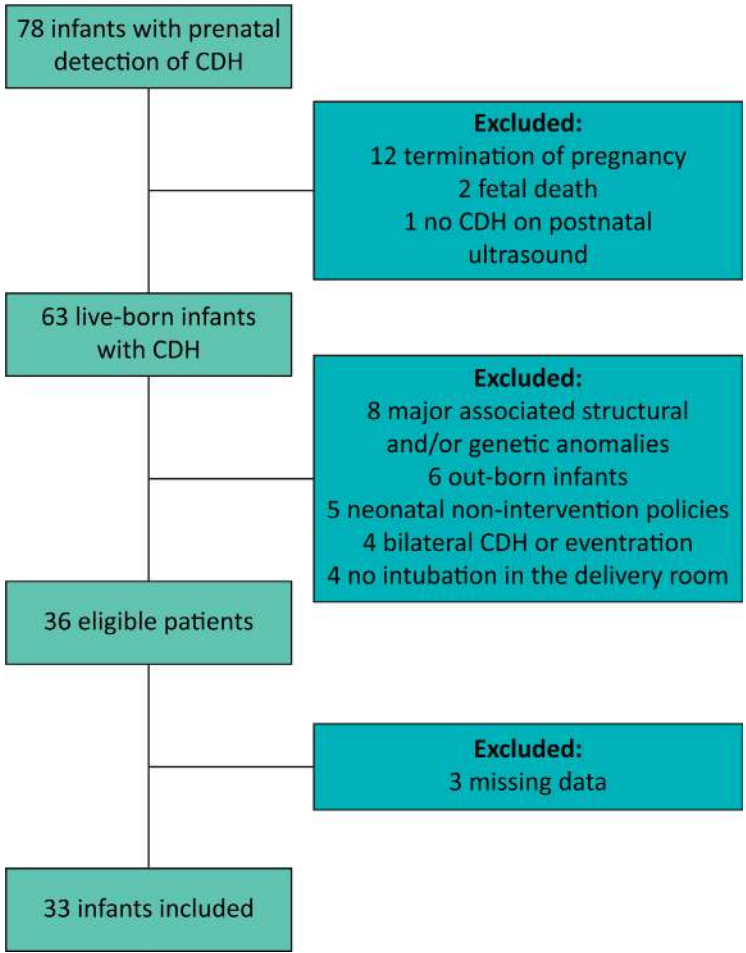 78 infants with prenatal
detection of CDH
Excluded:
12 termination of pregnancy
2 fetal death
1 no CDH on postnatal
ultrasound
63 live-born infants
with CDH
Excluded:
8 major associated structural
and/or genetic anomalies
6 out-born infants
5 neonatal non-intervention policies
4 bilateral CDH or eventration
4 no intubation in the delivery room
36 eligible patients
Excluded:
3 missing data
33 infants included